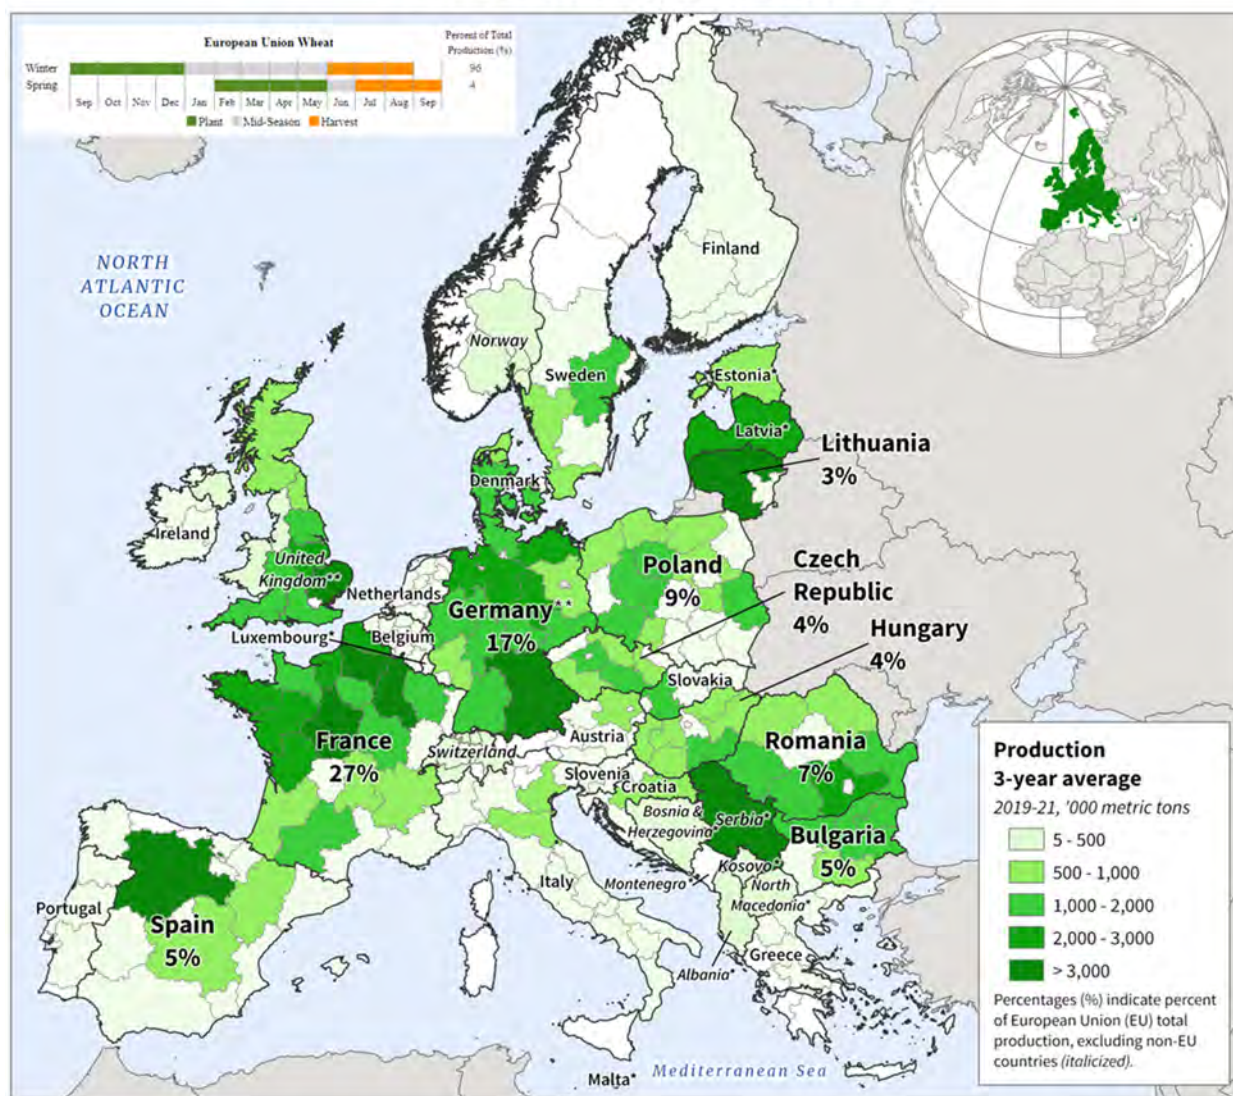 European Union Wheat
Percent of Total
Production (%)
Winter
96
Spring
4
Sep Oct Nov Dec Jan Feb Mar Apr May Jun Jul Aug Sep
Plant Mid-Season Harvest
NORTH
ATLANTIC
OCEAN
Finland
Norway
Sweden
Estonia*
Latvia*
Lithuania
3%
Denmark
Ireland
United
Kingdom**
Netherlands
Poland
9%
Czech
Republic
4%
Germany**
17%
Hungary
4%
Luxembourg*
Belgium
Slovakia
France
27%
Switzerland
Austria
Romania
7%
Slovenia
Croatia
Bosnia &
Herzegovina*
Serbia*
Bulgaria
5%
Kosovo*
Montenegro*
North
Macedonia*
Italy
Portugal
Spain
5%
Albania*
Greece
Malta*
Mediterranean Sea
Production
3-year average
2019-21, '000 metric tons
5 - 500
500 - 1,000
1,000 - 2,000
2,000 - 3,000
> 3,000
Percentages (%) indicate percent
of European Union (EU) total
production, excluding non-EU
countries (italicized).